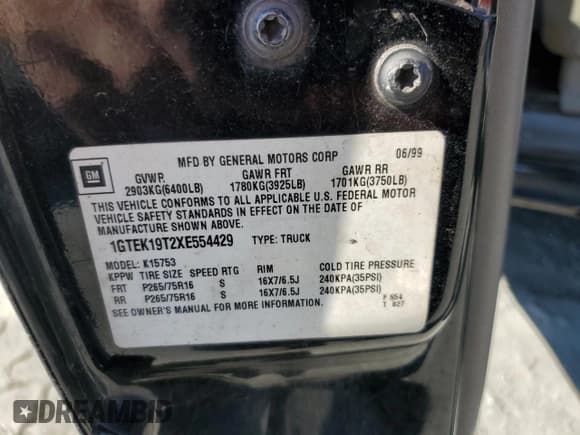 GM
MFD BY GENERAL MOTORS CORP 06/99
GVWP. GAWR FRT GAWR RR
2903KG(6400LB) 1780KG(3925LB) 1701KG(3750LB)
THIS VEHICLE CONFORMS TO ALL APPLICABLE U.S. FEDERAL MOTOR
VEHICLE SAFETY STANDARDS IN EFFECT ON THE DATE OF
MANUFACTURE SHOWN ABOVE.
1GTEK19T2XE554429 TYPE: TRUCK
MODEL: K15753
KPPW TIRE SIZE SPEED RTG RIM COLD TIRE PRESSURE
FRT P265/75R16 S 16X7/6.5J 240KPA(35PSI)
RR P265/75R16 S 16X7/6.5J 240KPA(35PSI)
SEE OWNER'S MANUAL FOR MORE INFORMATION.
F 554
T 827
DREAMBID